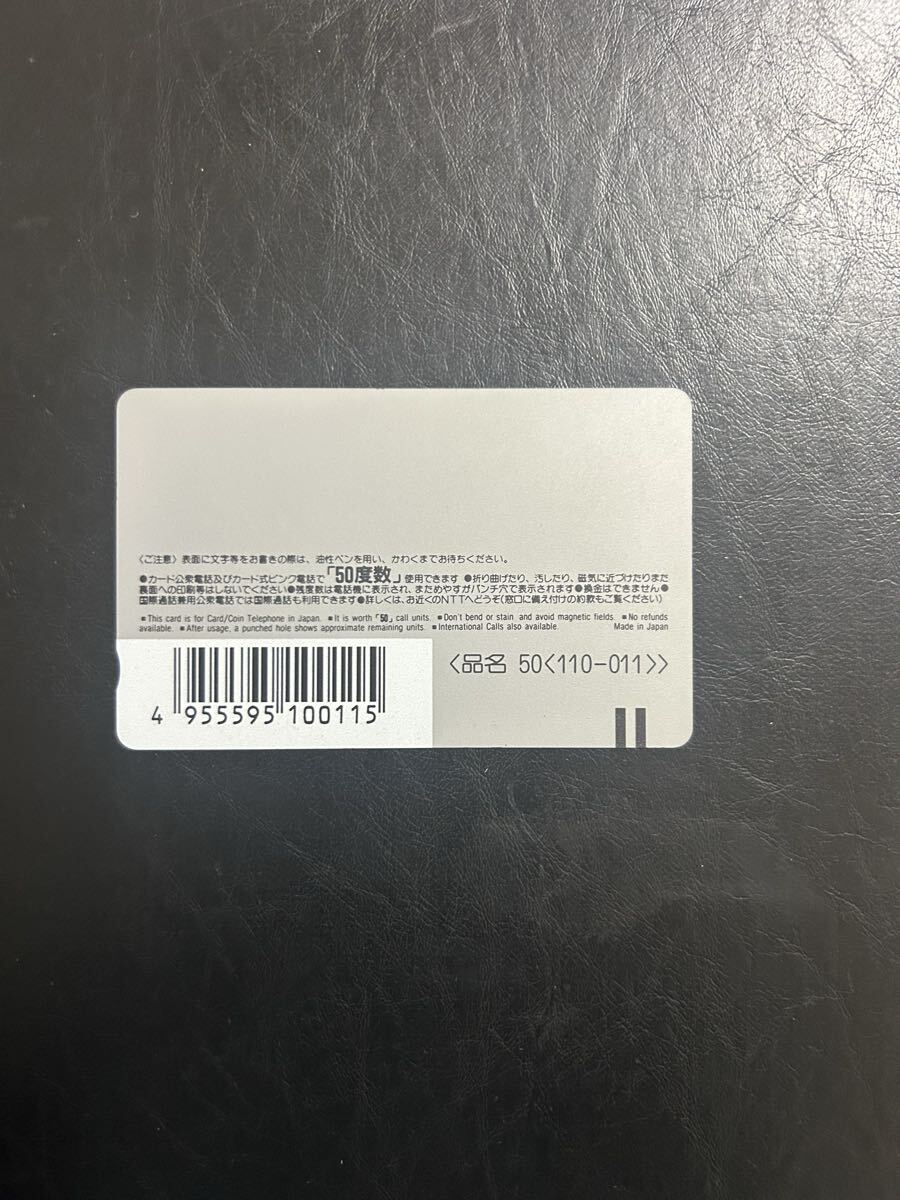 〈ご注意〉表面に文字等をお書きの際は、油性ペンを用い、かわくまでお待ちください。
●カード公衆電話及びカード式ピンク電話で「50度数」使用できます ●折り曲げたり、汚したり、磁気に近づけたりまた
裏面への印刷等はしないでください●残度数は電話機に表示され、まためやすがパンチ穴で表示されます●換金はできません●
国際通話兼用公衆電話では国際通話も利用できます●詳しくは、お近くのNTTへどうぞ(窓口に備え付けの約款もご覧ください)
■This card is for Card/Coin Telephone in Japan. ■It is worth「50」call units. ■Don't bend or stain, and avoid magnetic fields. ■No refunds
available. ■After usage, a punched hole shows approximate remaining units. ■International Calls also available. Made in Japan
〈品名 50〈110-011〉〉
4 955595 100115